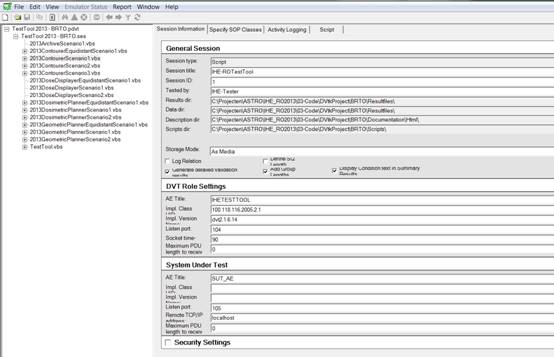 File Edit View Emulator Status Report Window Help
TestTool 2013 - BRTO.pdvt
TestTool 2013 - BRTO.ses
2013ArchiveScenario1.vbs
2013ContourerEquidistantScenario1.vbs
2013ContourerScenario1.vbs
2013ContourerScenario2.vbs
2013ContourerScenario3.vbs
2013DoseDisplayerEquidistantScenario1.vbs
2013DoseDisplayerScenario1.vbs
2013DosimetricPlannerEquidistantScenario1.vbs
2013DosimetricPlannerScenario1.vbs
2013DosimetricPlannerScenario2.vbs
2013GeometricPlannerEquidistantScenario1.vbs
2013GeometricPlannerScenario1.vbs
2013GeometricPlannerScenario2.vbs
TestTool.vbs
Session Information Specify SOP Classes Activity Logging Script
General Session
Session type: Script
Session title: IHE-ROTestTool
Session ID: 1
Tested by: IHE-Tester
Results dir: C:\Projecten\ASTRO\IHE_RO2013\03-Code\DVtkProject\BRTO\Resultfiles\
Data dir: C:\Projecten\ASTRO\IHE_RO2013\03-Code\DVtkProject\BRTO\Resultfiles\
Description dir: C:\Projecten\ASTRO\IHE_RO2013\03-Code\DVtkProject\BRTO\Documentation\Html\
Scripts dir: C:\Projecten\ASTRO\IHE_RO2013\03-Code\DVtkProject\BRTO\Scripts\
Storage Mode: As Media
Log Relation Define SQ Length
Generate detailed validation results Add Group Lengths Display Condition text in Summary Results
DVT Role Settings
AE Title: IHETESTTOOL
Impl. Class UID: 100.118.116.2005.2.1
Impl. Version Name: dvt2.1.6.14
Listen port: 104
Socket time: 90
Maximum PDU length to receiv 0
System Under Test
AE Title: SUT_AE
Impl. Class UID:
Impl. Version Name:
Listen port: 105
Remote TCP/IP address: localhost
Maximum PDU length to receiv 0
Security Settings